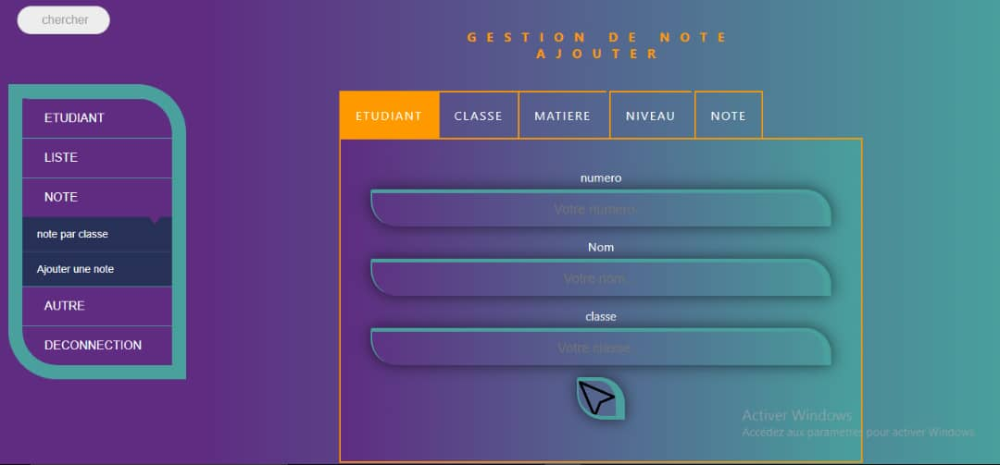 chercher
GESTION DE NOTE
AJOUTER
ETUDIANT
LISTE
NOTE
note par classe
Ajouter une note
AUTRE
DECONNECTION
ETUDIANT CLASSE MATIERE NIVEAU NOTE
numero
Votre numero
Nom
Votre nom
classe
Votre classe
Activer Windows
Accédez aux paramètres pour activer Windows.